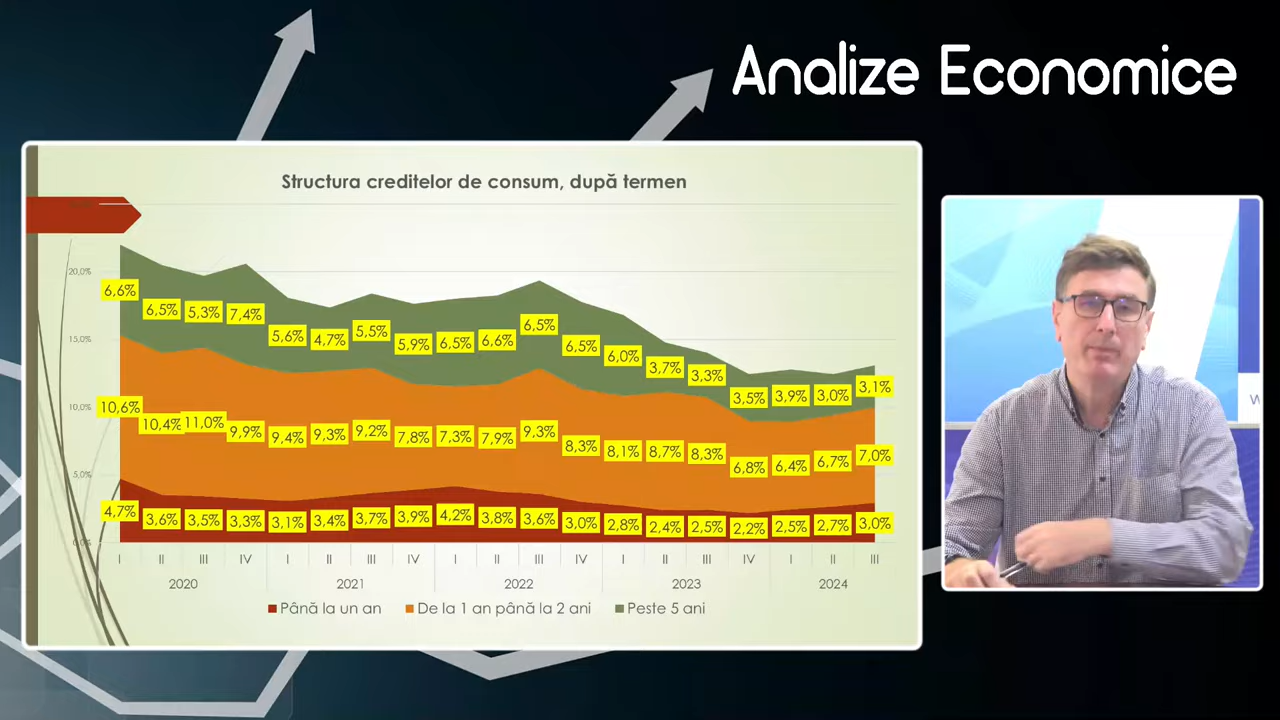 Analize Economice
Structura creditelor de consum, după termen
20,0%
15,0%
10,0%
5,0%
6,6% 6,5% 5,3% 7,4% 5,6% 4,7% 5,5% 5,9% 6,5% 6,6% 6,5% 6,5% 6,0% 3,7% 3,3% 3,5% 3,9% 3,0% 3,1%
10,6% 10,4% 11,0% 9,9% 9,4% 9,3% 9,2% 7,8% 7,3% 7,9% 9,3% 8,3% 8,1% 8,7% 8,3% 6,8% 6,4% 6,7% 7,0%
4,7% 3,6% 3,5% 3,3% 3,1% 3,4% 3,7% 3,9% 4,2% 3,8% 3,6% 3,0% 2,8% 2,4% 2,5% 2,2% 2,5% 2,7% 3,0%
I II III IV I II III IV I II III IV I II III IV I II III
2020 2021 2022 2023 2024
Până la un an De la 1 an până la 2 ani Peste 5 ani
W